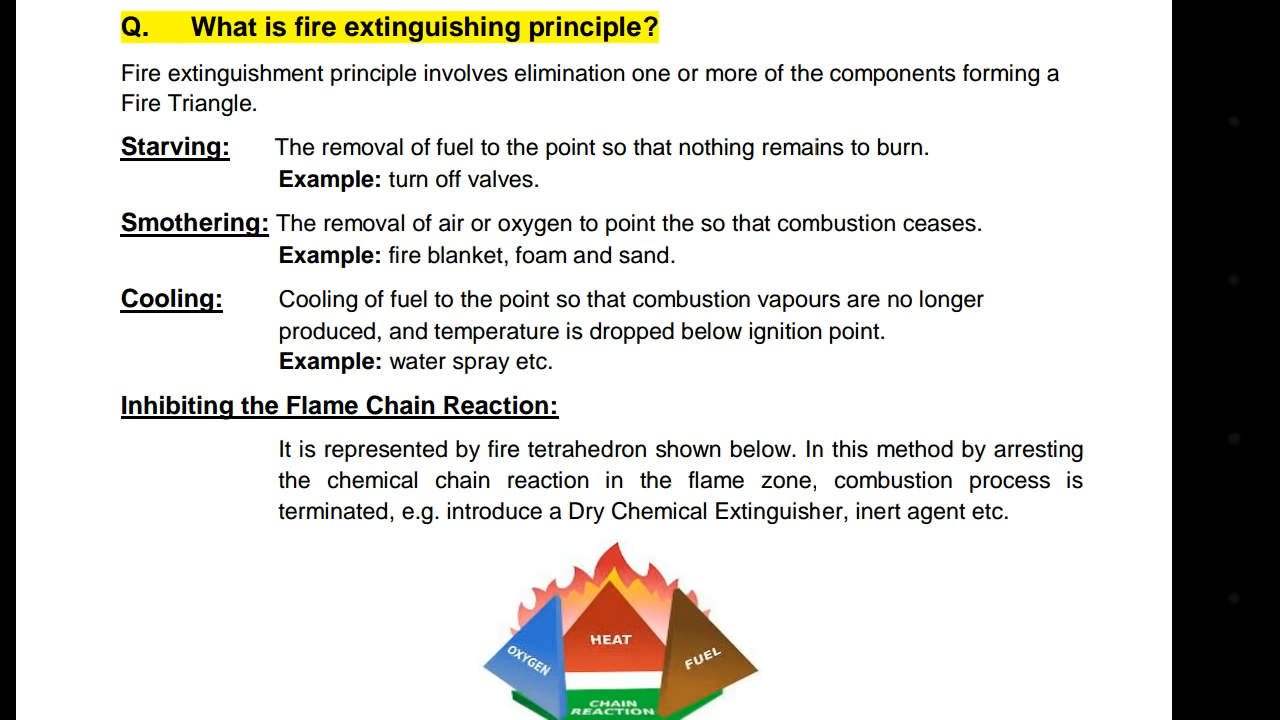 Q. What is fire extinguishing principle?
Fire extinguishment principle involves elimination one or more of the components forming a
Fire Triangle.
Starving: The removal of fuel to the point so that nothing remains to burn.
Example: turn off valves.
Smothering: The removal of air or oxygen to point the so that combustion ceases.
Example: fire blanket, foam and sand.
Cooling: Cooling of fuel to the point so that combustion vapours are no longer
produced, and temperature is dropped below ignition point.
Example: water spray etc.
Inhibiting the Flame Chain Reaction:
It is represented by fire tetrahedron shown below. In this method by arresting
the chemical chain reaction in the flame zone, combustion process is
terminated, e.g. introduce a Dry Chemical Extinguisher, inert agent etc.
OXYGEN
HEAT
FUEL
CHAIN
REACTION